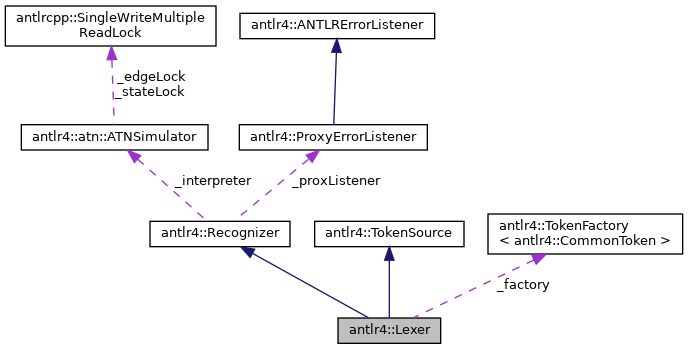 antlrcpp::SingleWriteMultiple
ReadLock
antlr4::ANTLRErrorListener
_edgeLock
_stateLock
antlr4::atn::ATNSimulator
antlr4::ProxyErrorListener
_interpreter
_proxListener
antlr4::Recognizer
antlr4::TokenSource
antlr4::TokenFactory
< antlr4::CommonToken >
_factory
antlr4::Lexer